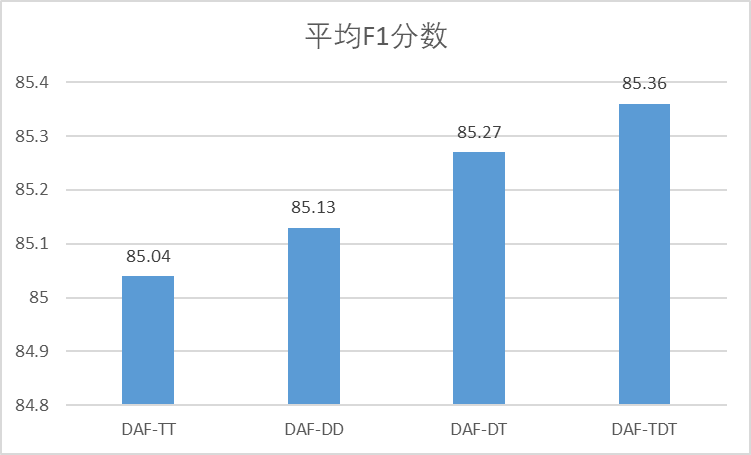 平均F1分数
85.4
85.3
85.2
85.1
85
84.9
84.8
85.04
85.13
85.27
85.36
DAF-TT
DAF-DD
DAF-DT
DAF-TDT